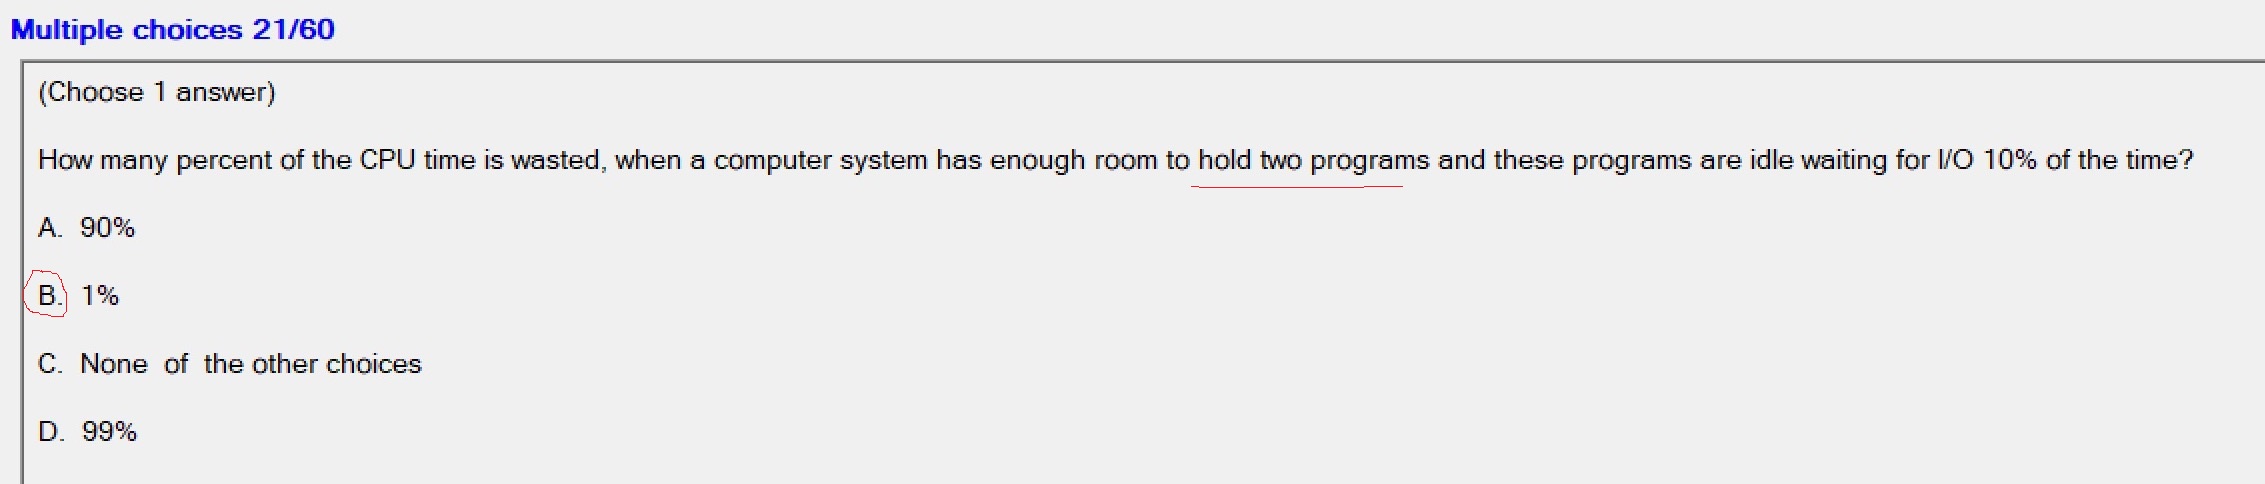 Multiple choices 21/60
(Choose 1 answer)
How many percent of the CPU time is wasted, when a computer system has enough room to hold two programs and these programs are idle waiting for I/O 10% of the time?
A. 90%
B. 1%
C. None of the other choices
D. 99%